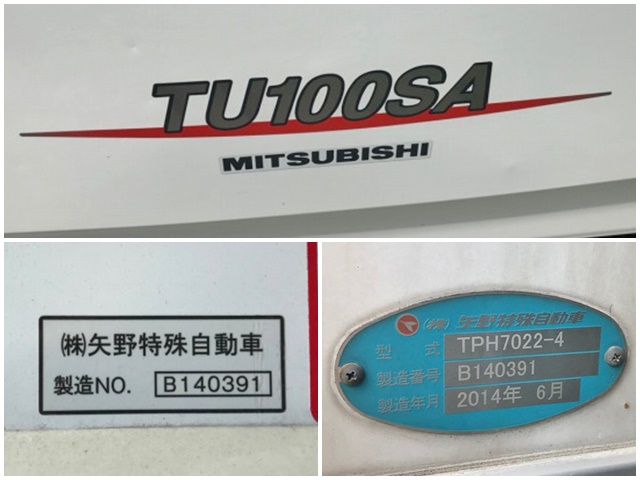 TU100SA
MITSUBISHI
㈱矢野特殊自動車
製造NO. B140391
(株) 矢野特殊自動車
型式 TPH7022-4
製造番号 B140391
製造年月 2014年 6月